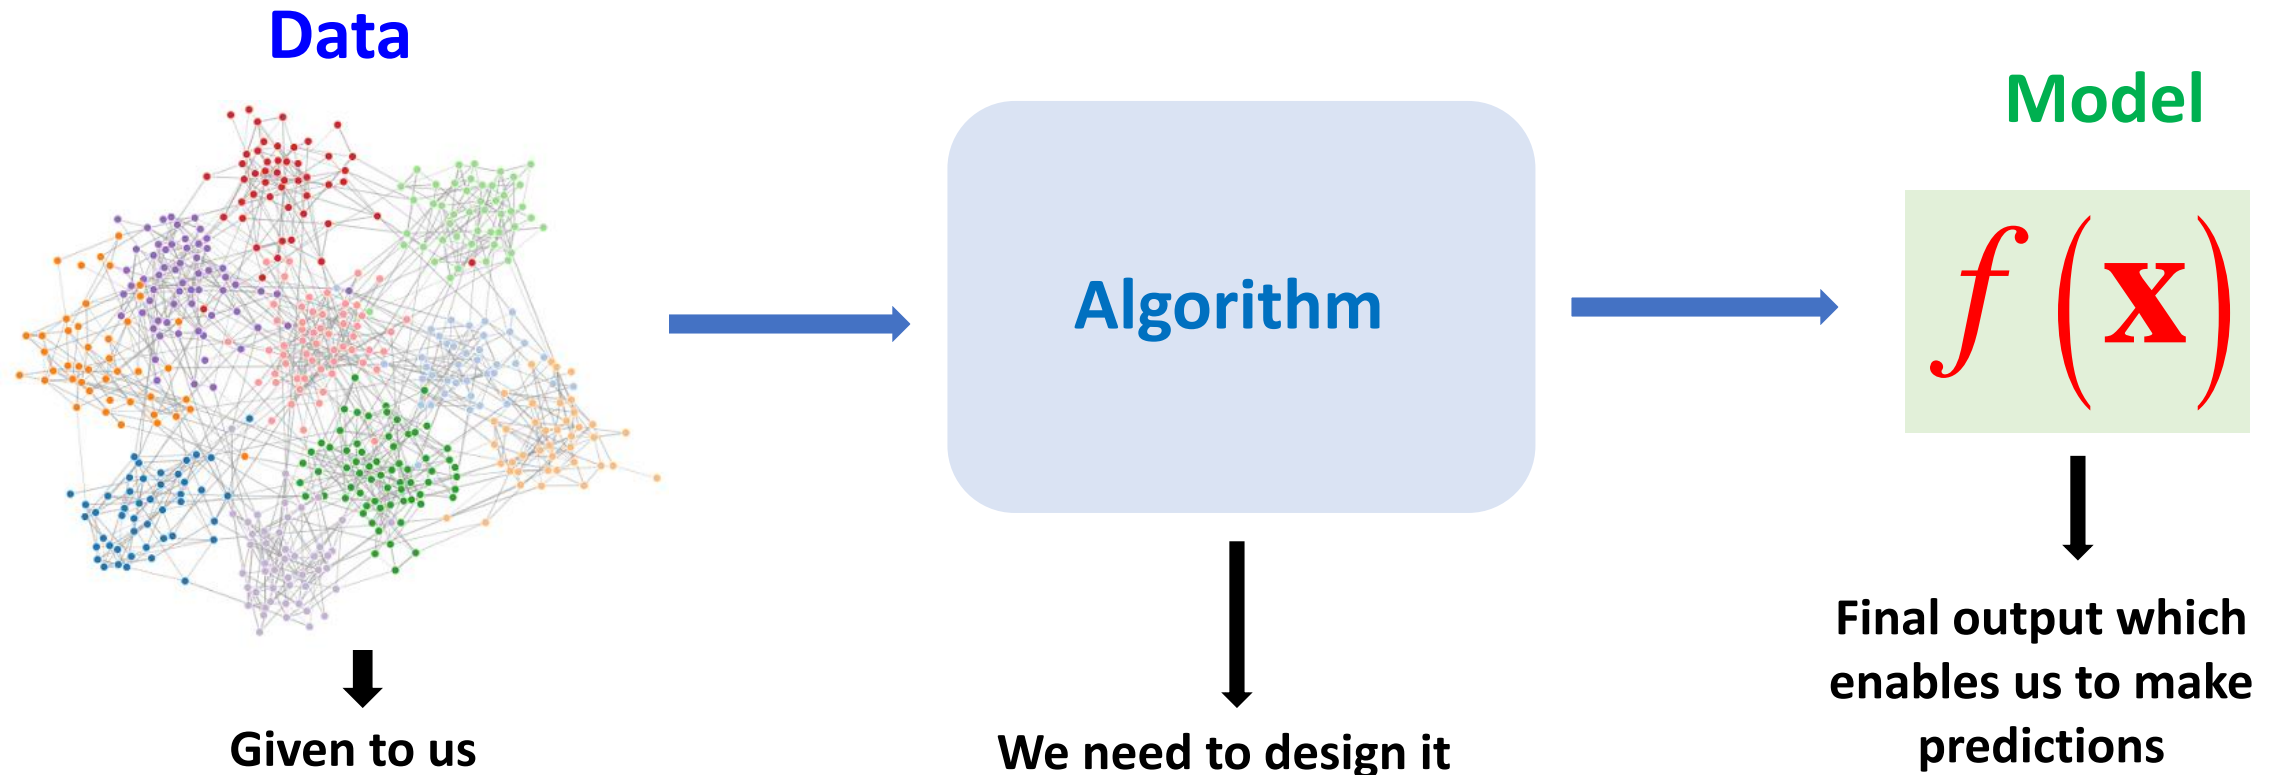 Data
Given to us
Algorithm
We need to design it
Model
f (x)
Final output which
enables us to make
predictions